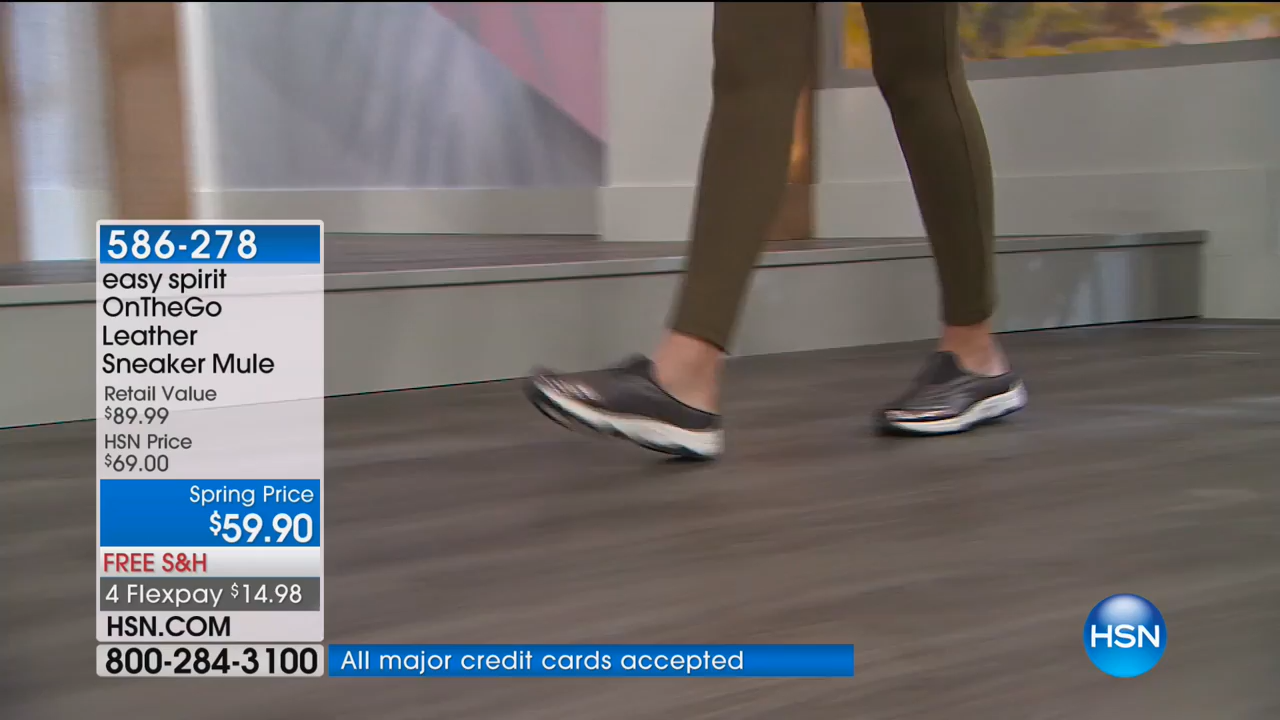 586-278
easy spirit
OnTheGo
Leather
Sneaker Mule
Retail Value
$89.99
HSN Price
$69.00
Spring Price
$59.90
FREE S&H
4 Flexpay $14.98
HSN.COM
800-284-3100
All major credit cards accepted
HSN